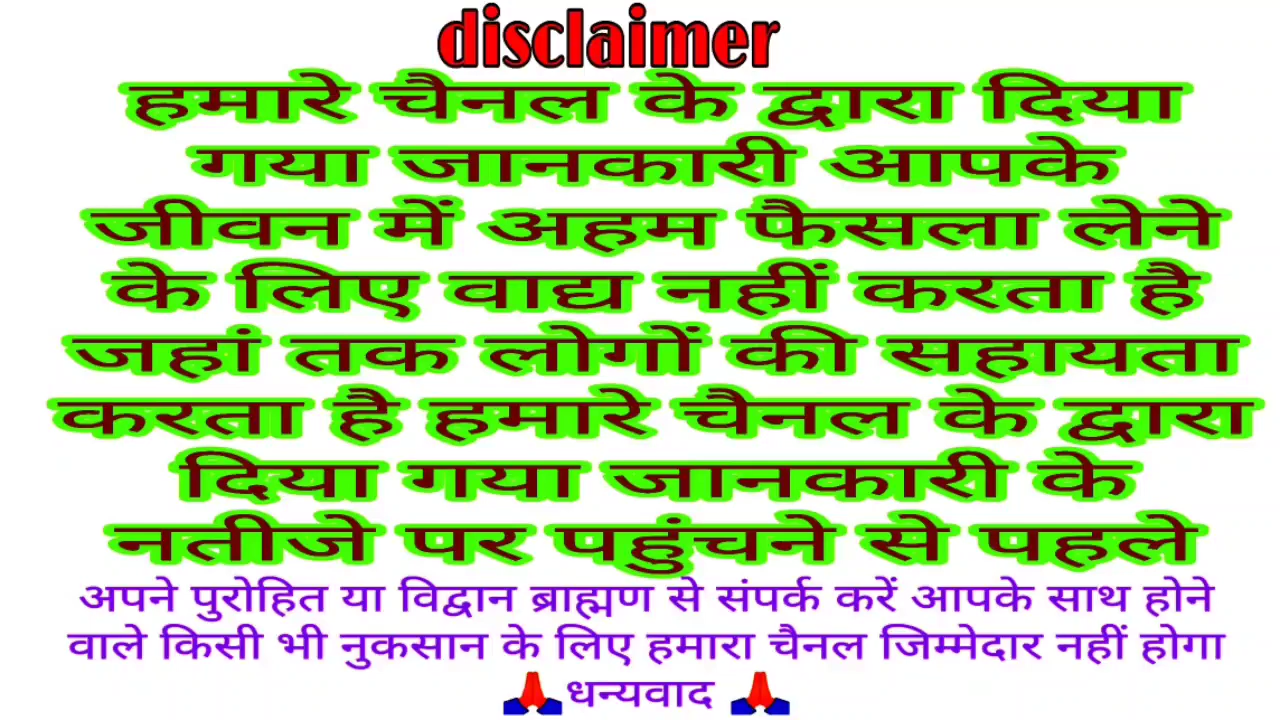 disclaimer
हमारे चैनल के द्वारा दिया
गया जानकारी आपके
जीवन में अहम फैसला लेने
के लिए वाद्य नहीं करता है
जहां तक लोगों की सहायता
करता है हमारे चैनल के द्वारा
दिया गया जानकारी के
नतीजे पर पहुंचने से पहले
अपने पुरोहित या विद्वान ब्राह्मण से संपर्क करें आपके साथ होने
वाले किसी भी नुकसान के लिए हमारा चैनल जिम्मेदार नहीं होगा
🙏धन्यवाद 🙏